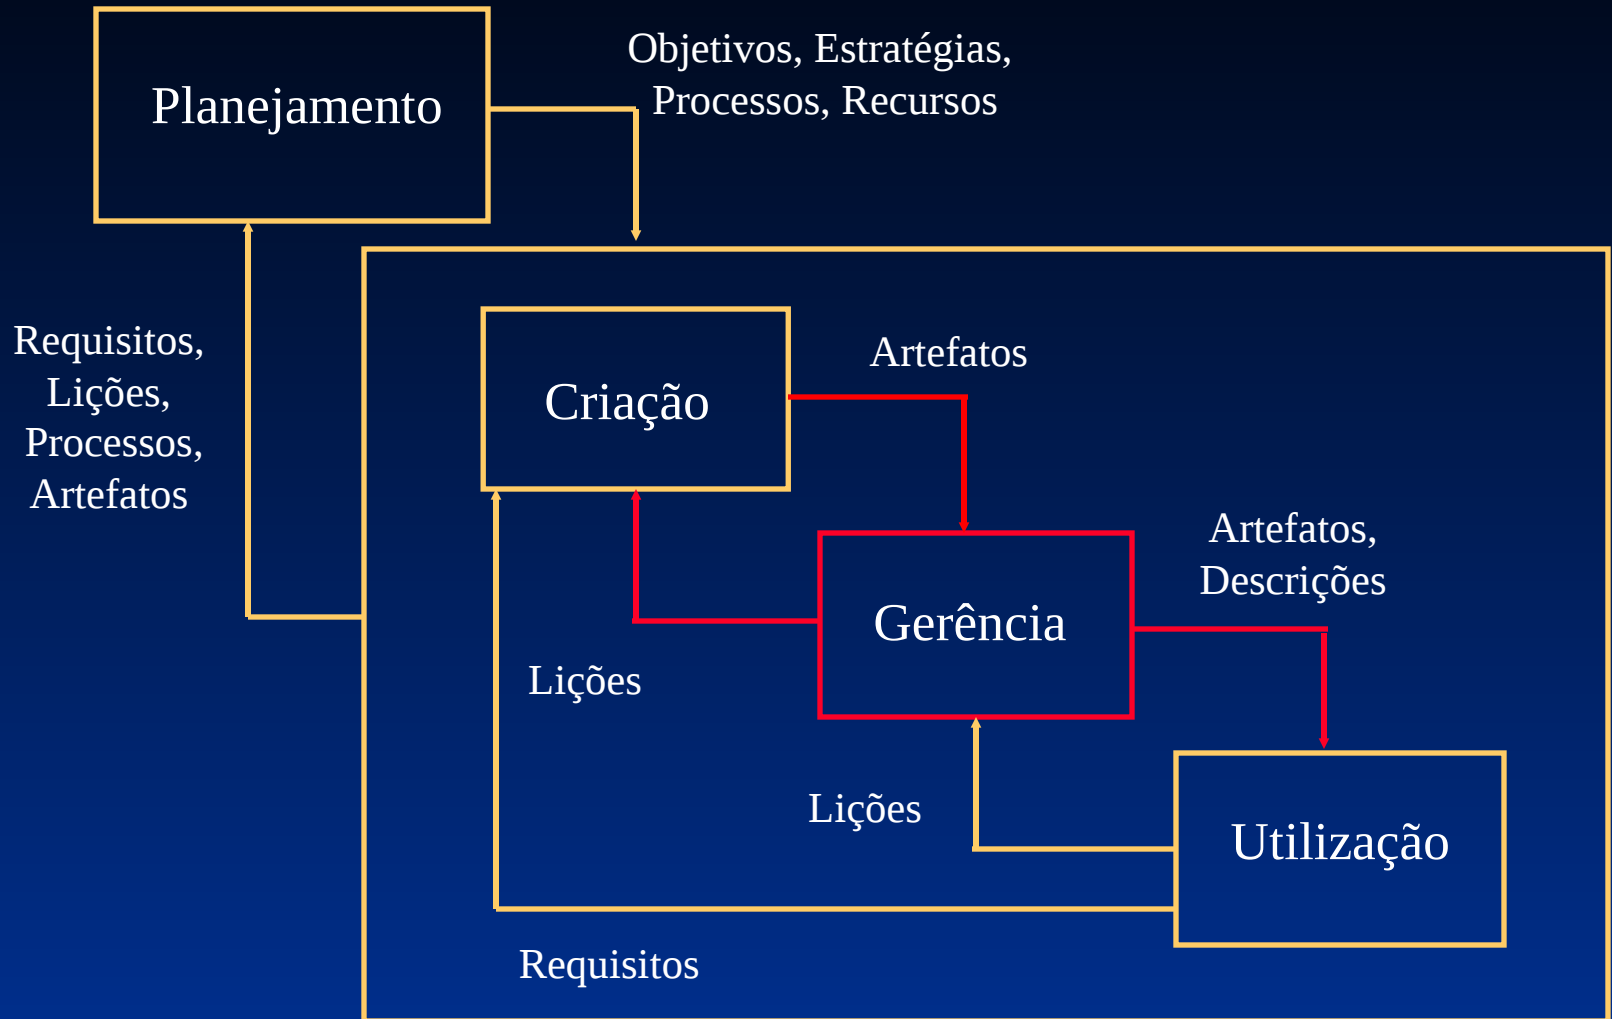 Objetivos, Estratégias,
Processos, Recursos
Planejamento
Requisitos,
Lições,
Processos,
Artefatos
Criação
Artefatos
Artefatos,
Descrições
Gerência
Lições
Lições
Utilização
Requisitos